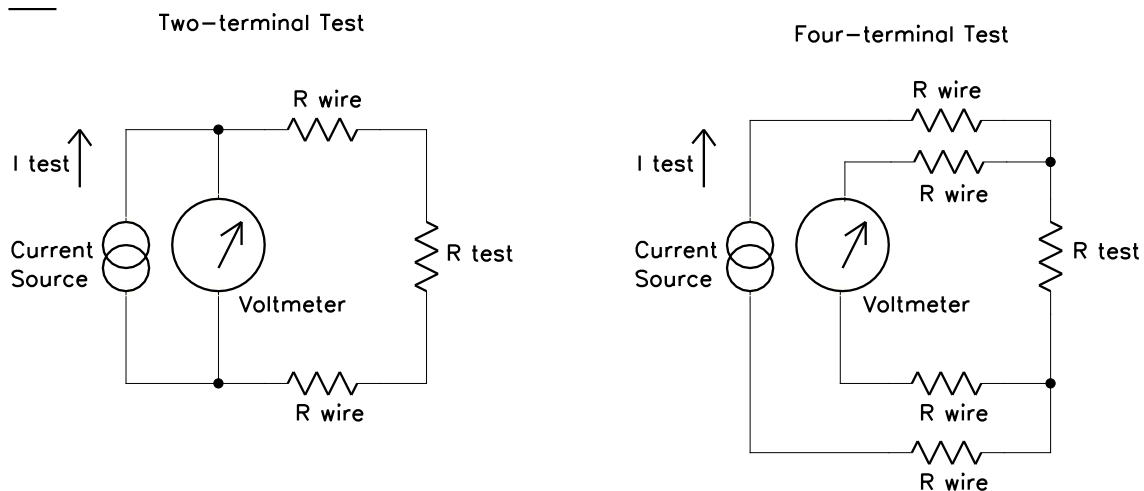 Two-terminal Test
R wire
I test
Current
Source
R test
Voltmeter
R wire
Four-terminal Test
R wire
I test
R wire
Current
Source
R test
Voltmeter
R wire
R wire